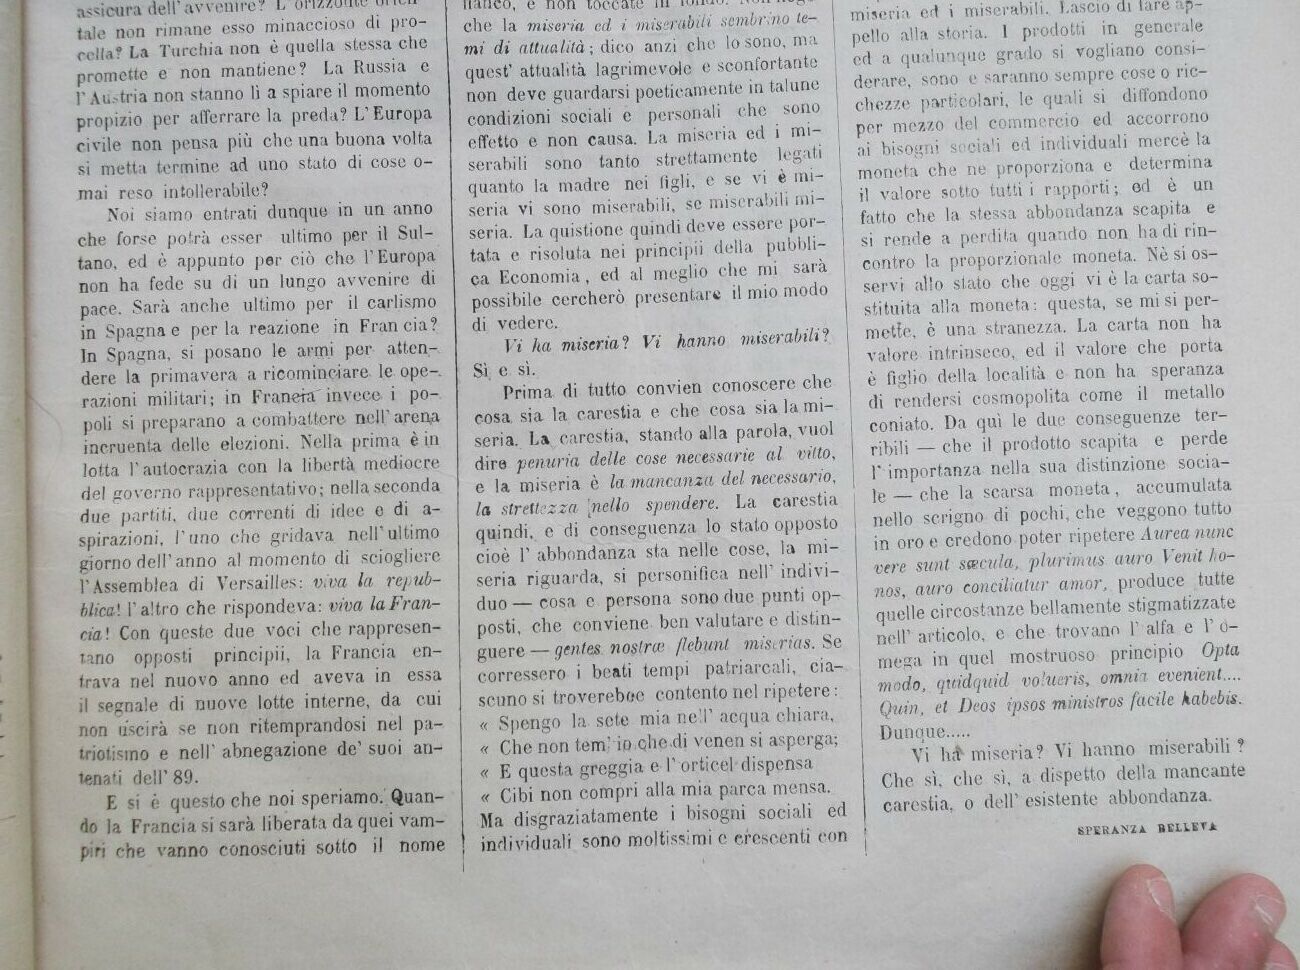 assicura dell'avvenire? L'orizzonte orien-
tale non rimane esso minaccioso di pro-
cella? La Turchia non è quella stessa che
promette e non mantiene? La Russia e
l'Austria non stanno lì a spiare il momento
propizio per afferrare la preda? L'Europa
civile non pensa più che una buona volta
si metta termine ad uno stato di cose o-
mai reso intollerabile?
Noi siamo entrati dunque in un anno
che forse potrà esser ultimo per il Sul-
tano, ed è appunto per ciò che l'Europa
non ha fede su di un lungo avvenire di
pace. Sarà anche ultimo per il carlismo
in Spagna e per la reazione in Francia?
In Spagna, si posano le armi per atten-
dere la primavera a ricominciare le ope-
razioni militari; in Francia invece i po-
poli si preparano a combattere nell'arena
incruenta delle elezioni. Nella prima è in
lotta l'autocrazia con la libertà mediocre
del governo rappresentativo; nella seconda
due partiti, due correnti di idee e di a-
spirazioni, l'uno che gridava nell'ultimo
giorno dell'anno al momento di sciogliere
l'Assemblea di Versailles: viva la repub-
blica! l'altro che rispondeva: viva la Fran-
cia! Con queste due voci che rappresen-
tano opposti principii, la Francia en-
trava nel nuovo anno ed aveva in essa
il segnale di nuove lotte interne, da cui
non uscirà se non ritemprandosi nel pa-
triotismo e nell'abnegazione de' suoi an-
tenati dell'89.
E si è questo che noi speriamo. Quan-
do la Francia si sarà liberata da quei vam-
piri che vanno conosciuti sotto il nome
bianco, e non toccate in fondo. Non nego
che la miseria ed i miserabili sembrino te-
mi di attualità; dico anzi che lo sono, ma
quest' attualità lagrimevole e sconfortante
non deve guardarsi poeticamente in talune
condizioni sociali e personali che sono
effetto e non causa. La miseria ed i mi-
serabili sono tanto strettamente legati
quanto la madre nei figli, e se vi è mi-
seria vi sono miserabili, se miserabili mi-
seria. La quistione quindi deve essere por-
tata e risoluta nei principii della pubbli-
ca Economia, ed al meglio che mi sarà
possibile cercherò presentare il mio modo
di vedere.
Vi ha miseria? Vi hanno miserabili?
Sì e sì.
Prima di tutto convien conoscere che
cosa sia la carestia e che cosa sia la mi-
seria. La carestia, stando alla parola, vuol
dire penuria delle cose necessarie al vitto,
e la miseria è la mancanza del necessario,
la strettezza nello spendere. La carestia
quindi, e di conseguenza lo stato opposto
cioè l'abbondanza sta nelle cose, la mi-
seria riguarda, si personifica nell'indivi-
duo — cosa e persona sono due punti op-
posti, che conviene ben valutare e distin-
guere — gentes nostræ flebunt miserias. Se
corressero i beati tempi patriarcali, cia-
scuno si troverebbe contento nel ripetere:
« Spengo la sete mia nell'acqua chiara,
« Che non tem'io che di venen si asperga;
« E questa greggia e l'orticel dispensa
« Cibi non compri alla mia parca mensa.
Ma disgraziatamente i bisogni sociali ed
individuali sono moltissimi e crescenti con
miseria ed i miserabili. Lascio di fare ap-
pello alla storia. I prodotti in generale
ed a qualunque grado si vogliano consi-
derare, sono e saranno sempre cose o ric-
chezze particolari, le quali si diffondono
per mezzo del commercio ed accorrono
ai bisogni sociali ed individuali mercè la
moneta che ne proporziona e determina
il valore sotto tutti i rapporti; ed è un
fatto che la stessa abbondanza scapita e
si rende a perdita quando non ha di rin-
contro la proporzionale moneta. Nè si os-
servi allo stato che oggi vi è la carta so-
stituita alla moneta: questa, se mi si per-
mette, è una stranezza. La carta non ha
valore intrinseco, ed il valore che porta
è figlio della località e non ha speranza
di rendersi cosmopolita come il metallo
coniato. Da quì le due conseguenze ter-
ribili — che il prodotto scapita e perde
l'importanza nella sua distinzione socia-
le — che la scarsa moneta, accumulata
nello scrigno di pochi, che veggono tutto
in oro e credono poter ripetere Aurea nunc
vere sunt sæcula, plurimus auro Venit ho-
nos, auro conciliatur amor, produce tutte
quelle circostanze bellamente stigmatizzate
nell'articolo, e che trovano l'alfa e l'o-
mega in quel mostruoso principio Opta
modo, quidquid volueris, omnia evenient....
Quin, et Deos ipsos ministros facile habebis.
Dunque.....
Vi ha miseria? Vi hanno miserabili?
Che sì, che sì, a dispetto della mancante
carestia, o dell'esistente abbondanza.
SPERANZA BELLEVA